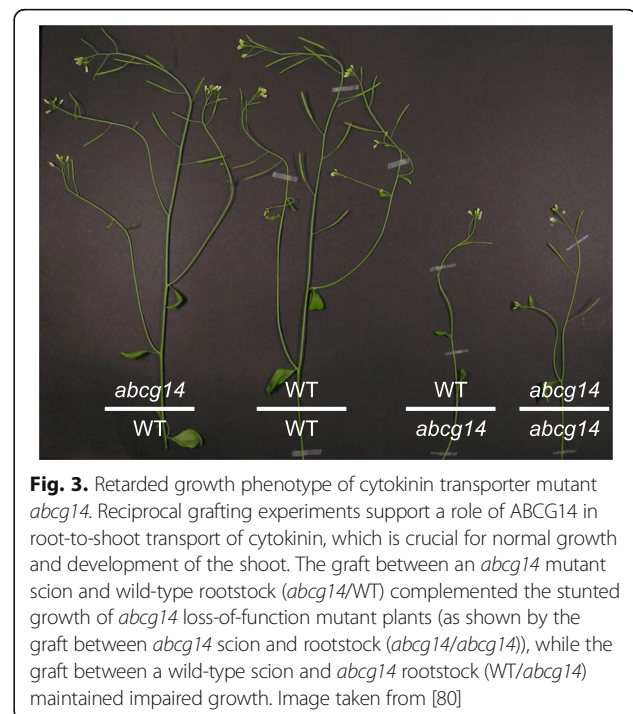 abcg14 WT WT abcg14
WT WT abcg14 abcg14
Fig. 3. Retarded growth phenotype of cytokinin transporter mutant
abcg14. Reciprocal grafting experiments support a role of ABCG14 in
root-to-shoot transport of cytokinin, which is crucial for normal growth
and development of the shoot. The graft between an abcg14 mutant
scion and wild-type rootstock (abcg14/WT) complemented the stunted
growth of abcg14 loss-of-function mutant plants (as shown by the
graft between abcg14 scion and rootstock (abcg14/abcg14)), while the
graft between a wild-type scion and abcg14 rootstock (WT/abcg14)
maintained impaired growth. Image taken from [80]